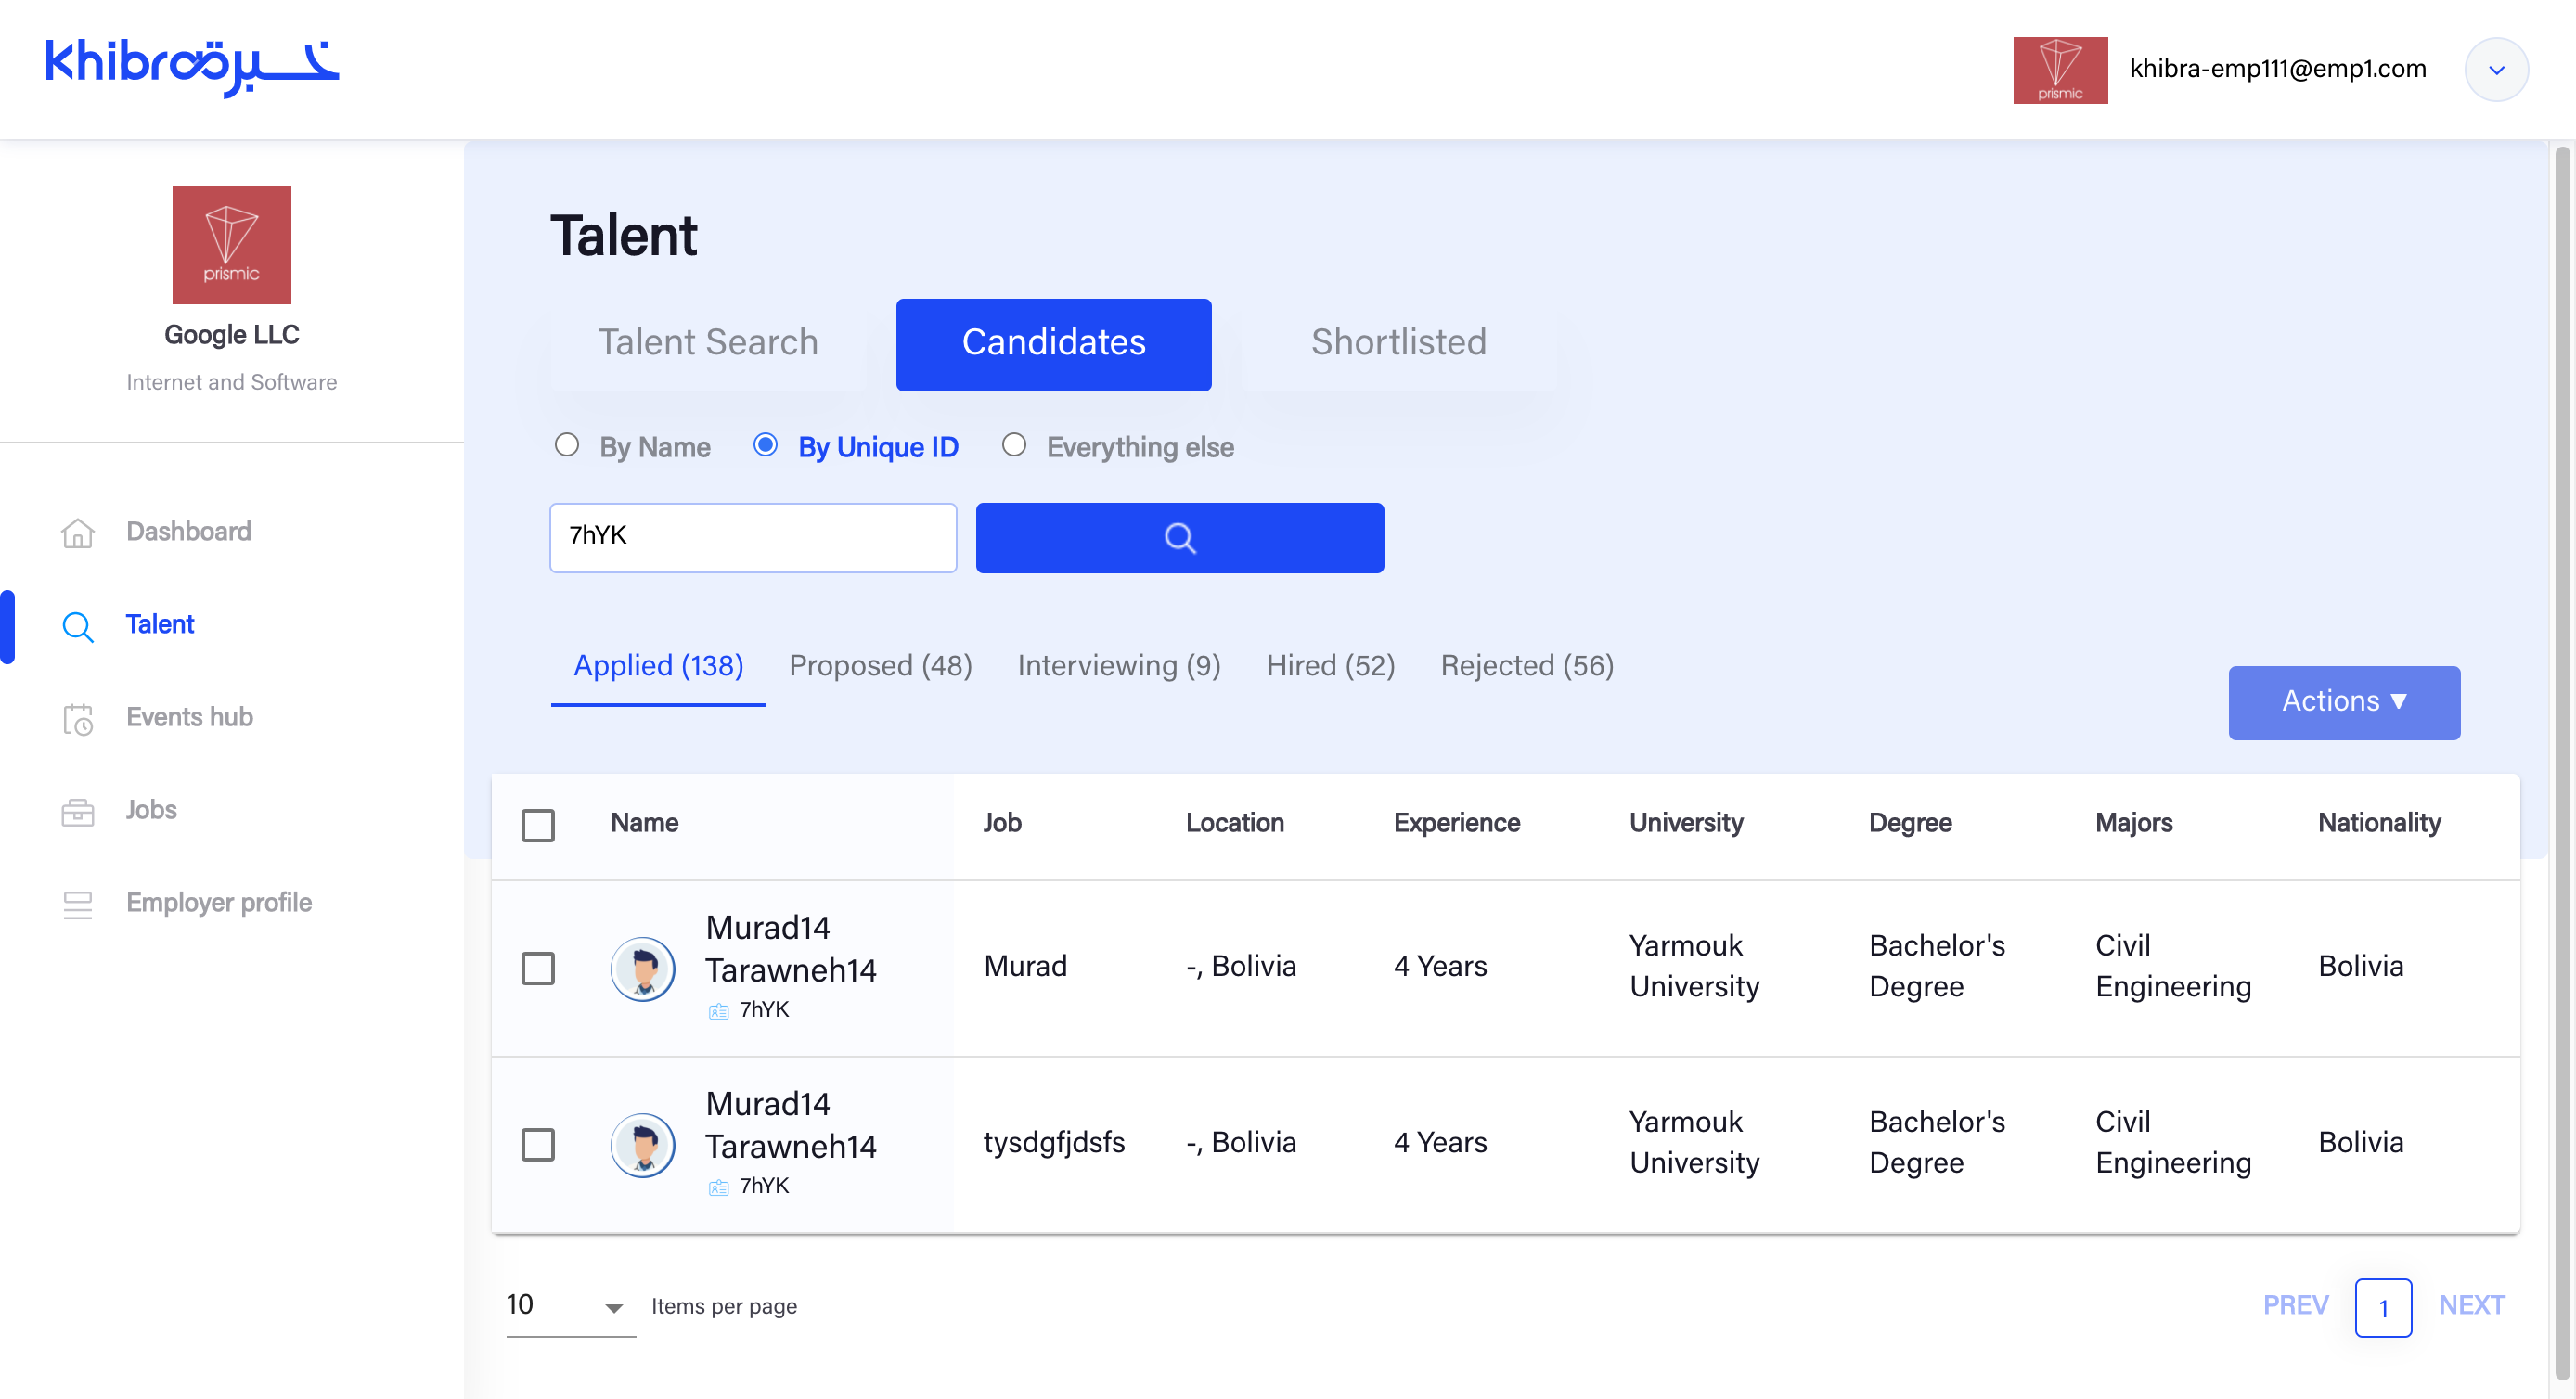 khibra خبرة
prismic
khibra-emp111@emp1.com
prismic
Google LLC
Internet and Software
Dashboard
Talent
Events hub
Jobs
Employer profile
Talent
Talent Search
Candidates
Shortlisted
By Name
By Unique ID
Everything else
7hYK
Applied (138)
Proposed (48)
Interviewing (9)
Hired (52)
Rejected (56)
Actions ▼
Name Job Location Experience University Degree Majors Nationality
Murad14
Tarawneh14
7hYK
Murad
-, Bolivia
4 Years
Yarmouk
University
Bachelor's
Degree
Civil
Engineering
Bolivia
Murad14
Tarawneh14
7hYK
tysdgfjdsfs
-, Bolivia
4 Years
Yarmouk
University
Bachelor's
Degree
Civil
Engineering
Bolivia
10
Items per page
PREV
1
NEXT